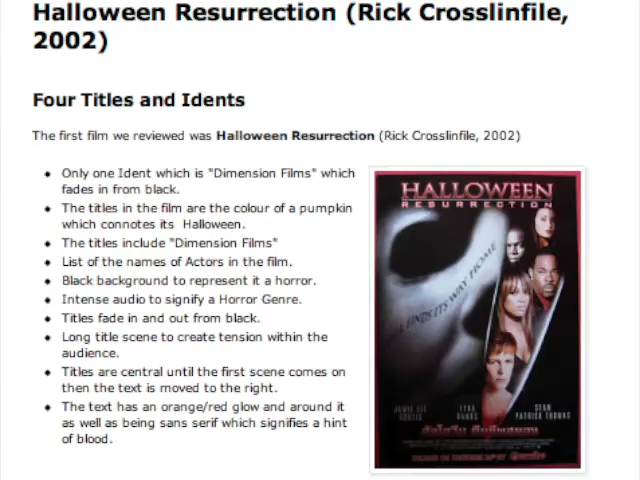 Halloween Resurrection (Rick Crosslinfile,
2002)
Four Titles and Idents
The first film we reviewed was Halloween Resurrection (Rick Crosslinfile, 2002)
Only one Ident which is "Dimension Films" which
fades in from black.
The titles in the film are the colour of a pumpkin
which connotes its  Halloween.
The titles include "Dimension Films"
List of the names of Actors in the film.
Black background to represent it a horror.
Intense audio to signify a Horror Genre.
Titles fade in and out from black.
Long title scene to create tension within the
audience.
Titles are central until the first scene comes on
then the text is moved to the right.
The text has an orange/red glow and around it
as well as being sans serif which signifies a hint
of blood.
HALLOWEEN
RESURRECTION
FINDS ITS WAY HOME
JAMIE LEE
CURTIS
TYRA
BANKS
SEAN
PATRICK THOMAS